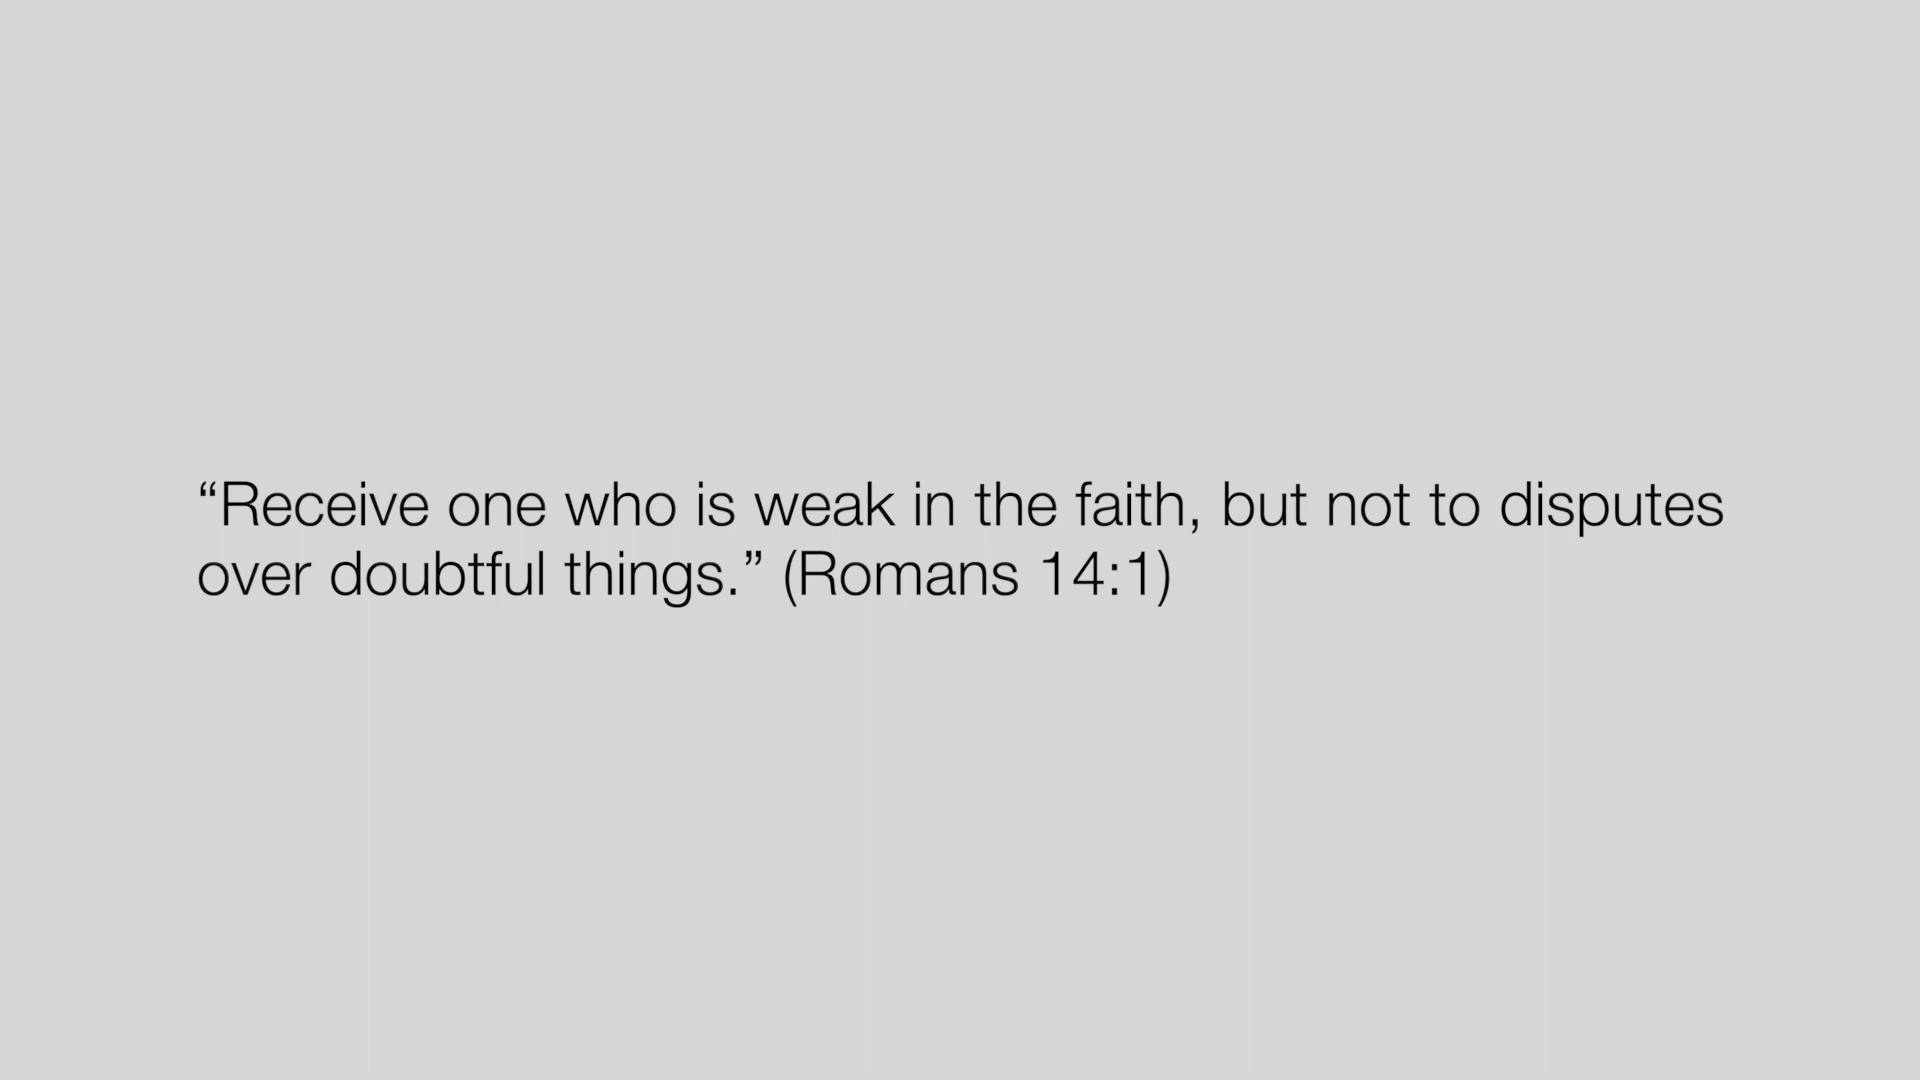 “Receive one who is weak in the faith, but not to disputes
over doubtful things.” (Romans 14:1)